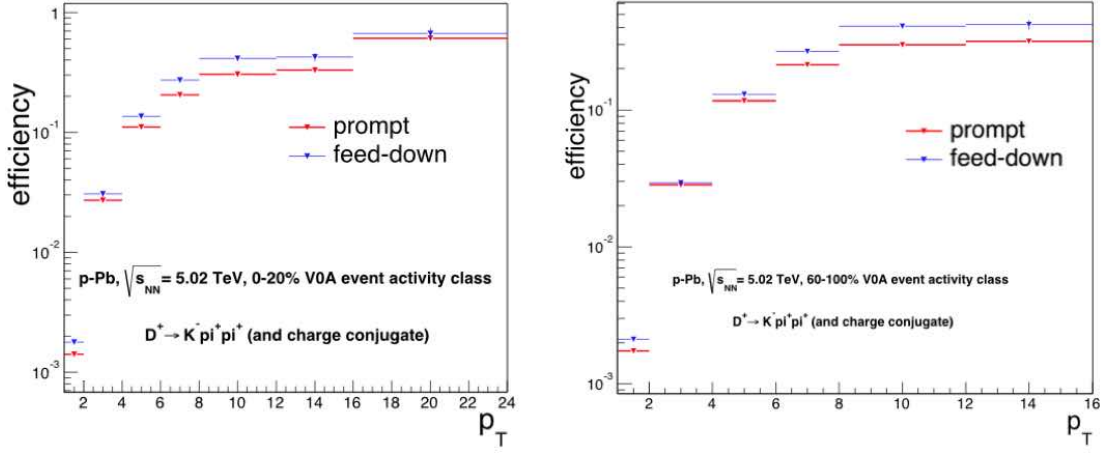 1
10⁻¹
10⁻²
10⁻³
efficiency
prompt
feed-down
p-Pb, √s_NN = 5.02 TeV, 0-20% V0A event activity class
D⁺ → K⁻pi⁺pi⁺ (and charge conjugate)
2 4 6 8 10 12 14 16 18 20 22 24
p_T
10⁻¹
10⁻²
10⁻³
efficiency
prompt
feed-down
p-Pb, √s_NN = 5.02 TeV, 60-100% V0A event activity class
D⁺ → K⁻pi⁺pi⁺ (and charge conjugate)
2 4 6 8 10 12 14 16
p_T